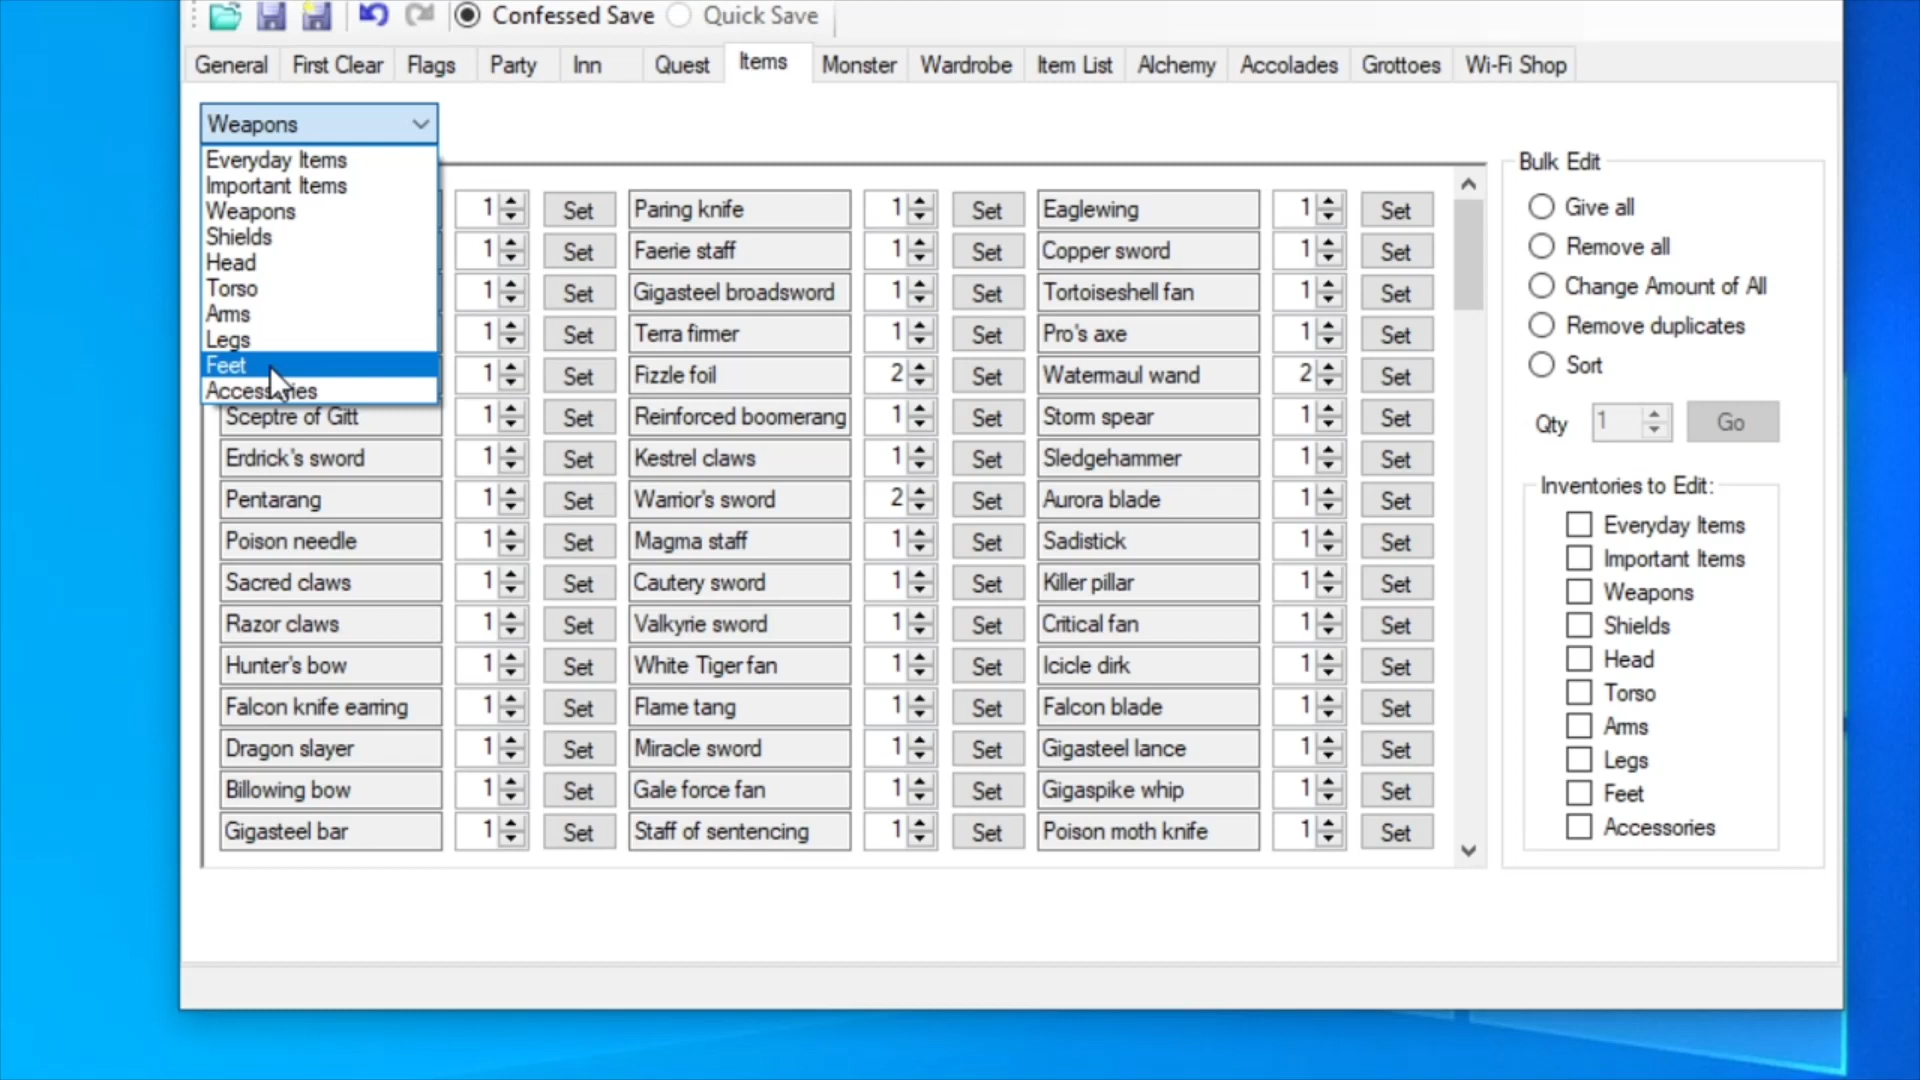 Confessed Save Quick Save
General First Clear Flags Party Inn Quest Items Monster Wardrobe Item List Alchemy Accolades Grottoes Wi-Fi Shop
Weapons
Everyday Items
Important Items
Weapons
Shields
Head
Torso
Arms
Legs
Feet
Accessories
1 Set Paring knife 1 Set Eaglewing 1 Set
1 Set Faerie staff 1 Set Copper sword 1 Set
1 Set Gigasteel broadsword 1 Set Tortoiseshell fan 1 Set
1 Set Terra firmer 1 Set Pro's axe 1 Set
1 Set Fizzle foil 2 Set Watermaul wand 2 Set
Sceptre of Gitt 1 Set Reinforced boomerang 1 Set Storm spear 1 Set
Erdrick's sword 1 Set Kestrel claws 1 Set Sledgehammer 1 Set
Pentarang 1 Set Warrior's sword 2 Set Aurora blade 1 Set
Poison needle 1 Set Magma staff 1 Set Sadistick 1 Set
Sacred claws 1 Set Cautery sword 1 Set Killer pillar 1 Set
Razor claws 1 Set Valkyrie sword 1 Set Critical fan 1 Set
Hunter's bow 1 Set White Tiger fan 1 Set Icicle dirk 1 Set
Falcon knife earring 1 Set Flame tang 1 Set Falcon blade 1 Set
Dragon slayer 1 Set Miracle sword 1 Set Gigasteel lance 1 Set
Billowing bow 1 Set Gale force fan 1 Set Gigaspike whip 1 Set
Gigasteel bar 1 Set Staff of sentencing 1 Set Poison moth knife 1 Set
Bulk Edit
Give all
Remove all
Change Amount of All
Remove duplicates
Sort
Qty 1 Go
Inventories to Edit:
Everyday Items
Important Items
Weapons
Shields
Head
Torso
Arms
Legs
Feet
Accessories